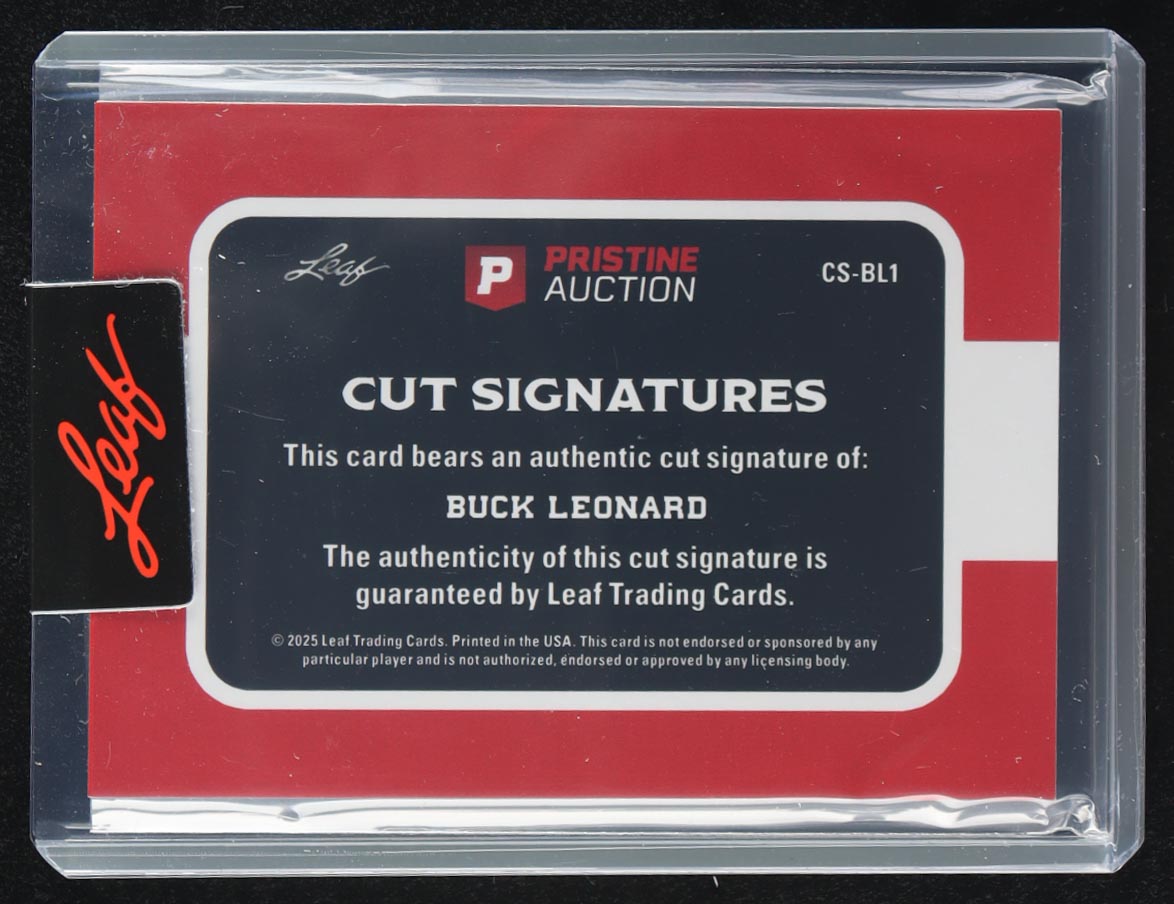 Leaf
P PRISTINE
AUCTION
CS-BL1
Leaf
CUT SIGNATURES
This card bears an authentic cut signature of:
BUCK LEONARD
The authenticity of this cut signature is
guaranteed by Leaf Trading Cards.
© 2025 Leaf Trading Cards. Printed in the USA. This card is not endorsed or sponsored by any
particular player and is not authorized, endorsed or approved by any licensing body.